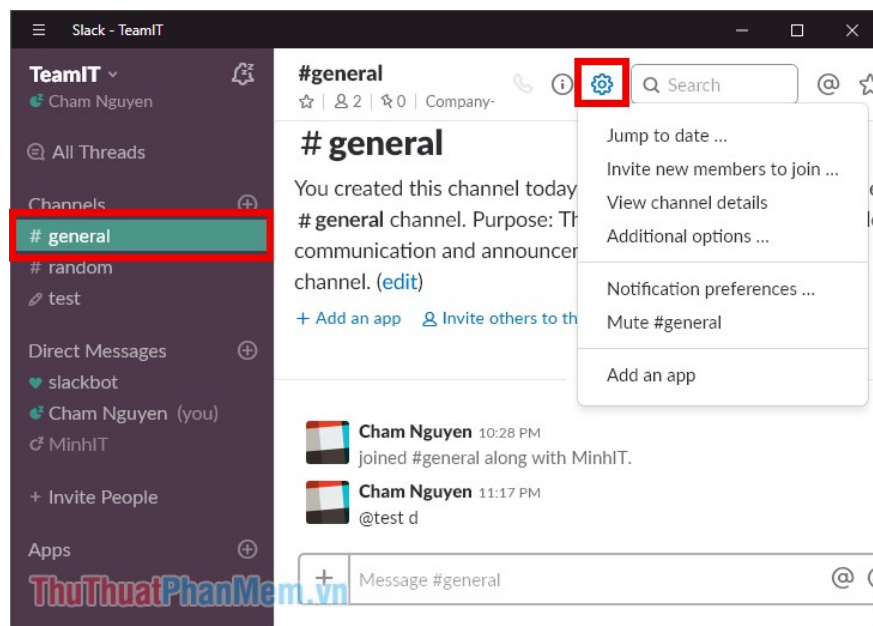 Slack - TeamIT
TeamIT
Cham Nguyen
All Threads
Channels
# general
# random
test
Direct Messages
slackbot
Cham Nguyen (you)
MinhIT
+ Invite People
Apps
#general
2 | 0 | Company-
Search
@
# general
You created this channel today
# general channel. Purpose:
communication and
channel. (edit)
+ Add an app Invite others to
Jump to date ...
Invite new members to join ...
View channel details
Additional options ...
Notification preferences ...
Mute #general
Add an app
Cham Nguyen 10:28 PM
joined #general along with MinhIT.
Cham Nguyen 11:17 PM
@test d
+ Message #general @
ThuThuatPhanMem.vn